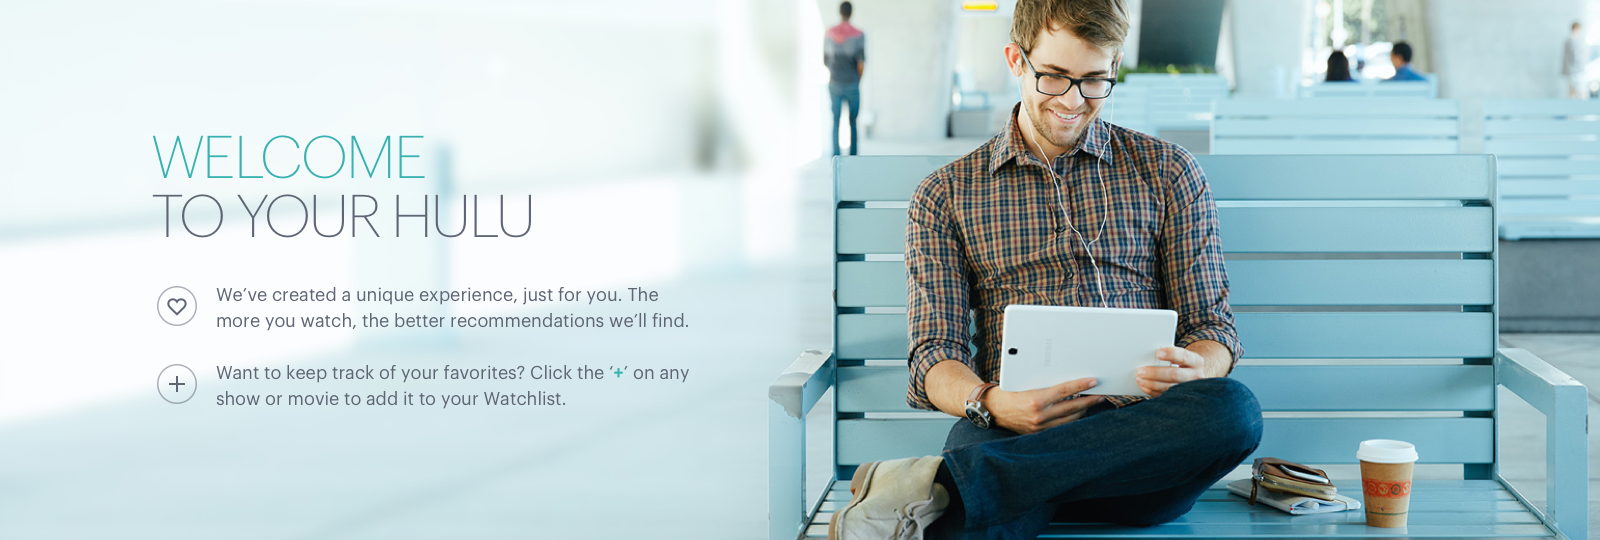 WELCOME
TO YOUR HULU
We’ve created a unique experience, just for you. The
more you watch, the better recommendations we’ll find.
Want to keep track of your favorites? Click the ‘+’ on any
show or movie to add it to your Watchlist.